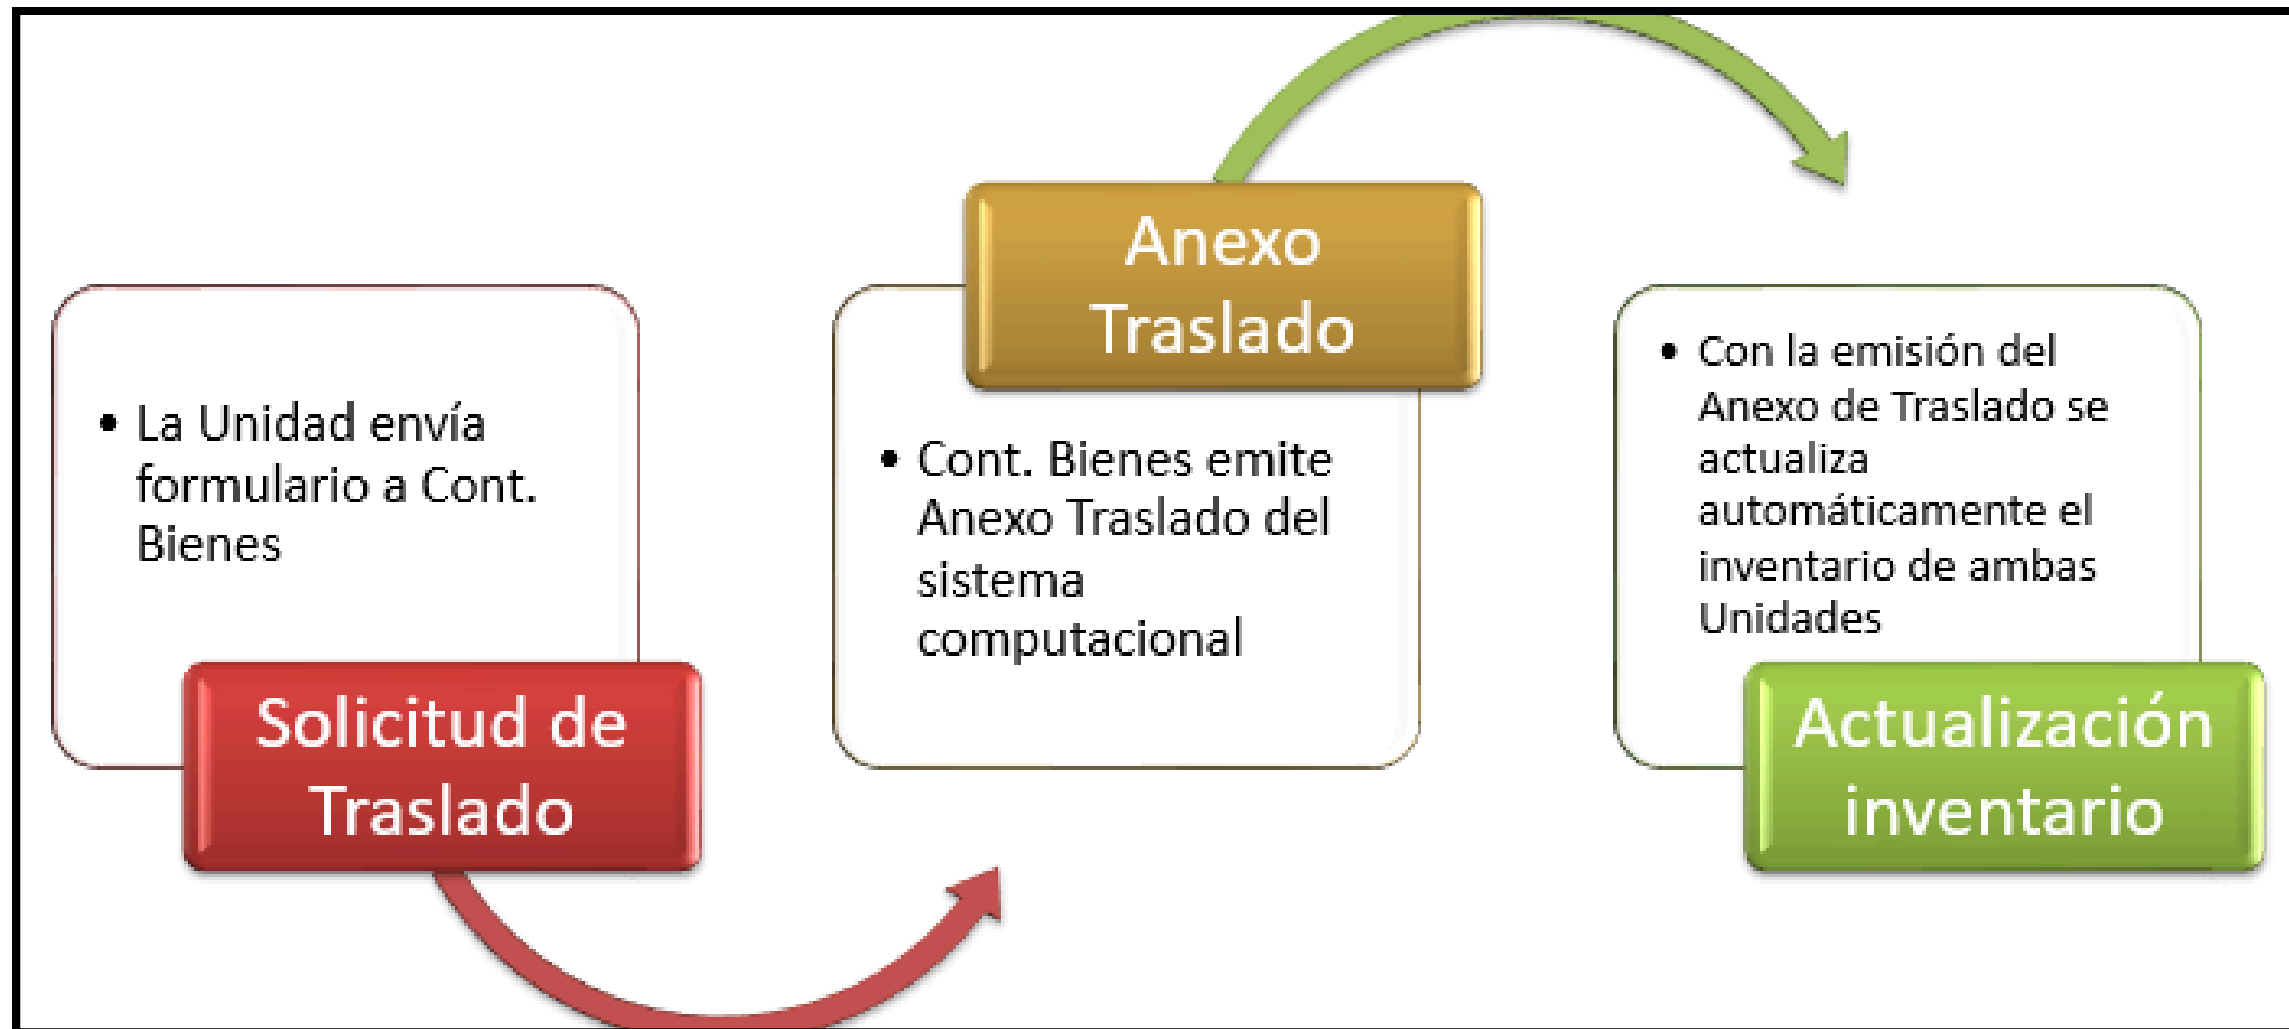 • La Unidad envía
formulario a Cont.
Bienes
Solicitud de
Traslado
Anexo
Traslado
• Cont. Bienes emite
Anexo Traslado del
sistema
computacional
• Con la emisión del
Anexo de Traslado se
actualiza
automáticamente el
inventario de ambas
Unidades
Actualización
inventario